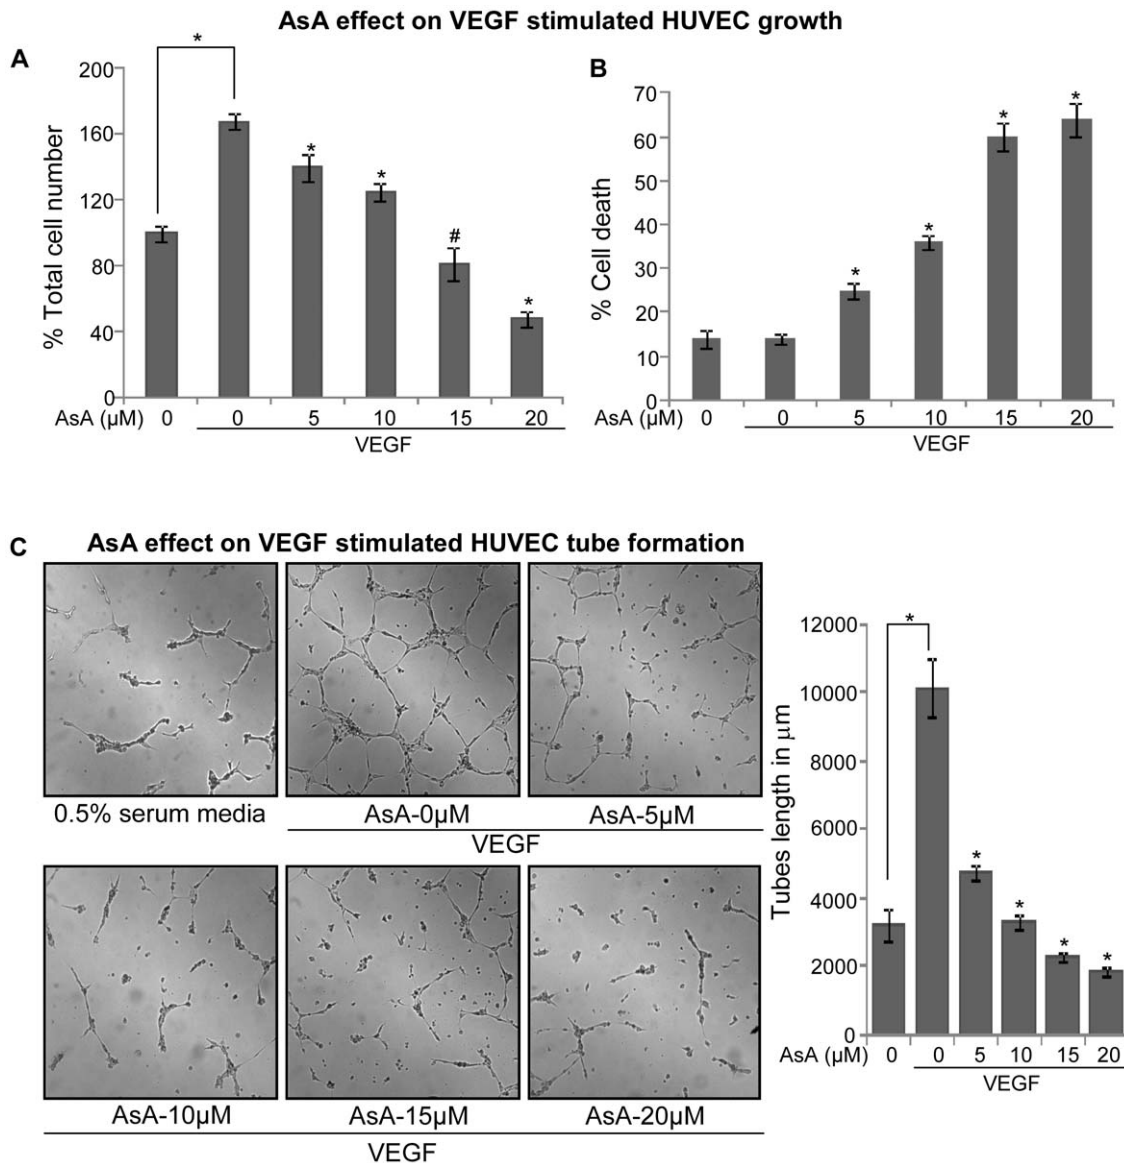 AsA effect on VEGF stimulated HUVEC growth
A
% Total cell number
200
160
120
80
40
0
*
*
*
#
*
AsA (µM) 0 0 5 10 15 20
VEGF
B
% Cell death
70
60
50
40
30
20
10
0
*
*
*
*
AsA (µM) 0 0 5 10 15 20
VEGF
C
AsA effect on VEGF stimulated HUVEC tube formation
0.5% serum media
AsA-0µM
AsA-5µM
VEGF
AsA-10µM
AsA-15µM
AsA-20µM
VEGF
Tubes length in µm
12000
10000
8000
6000
4000
2000
0
*
*
*
*
*
AsA (µM) 0 0 5 10 15 20
VEGF